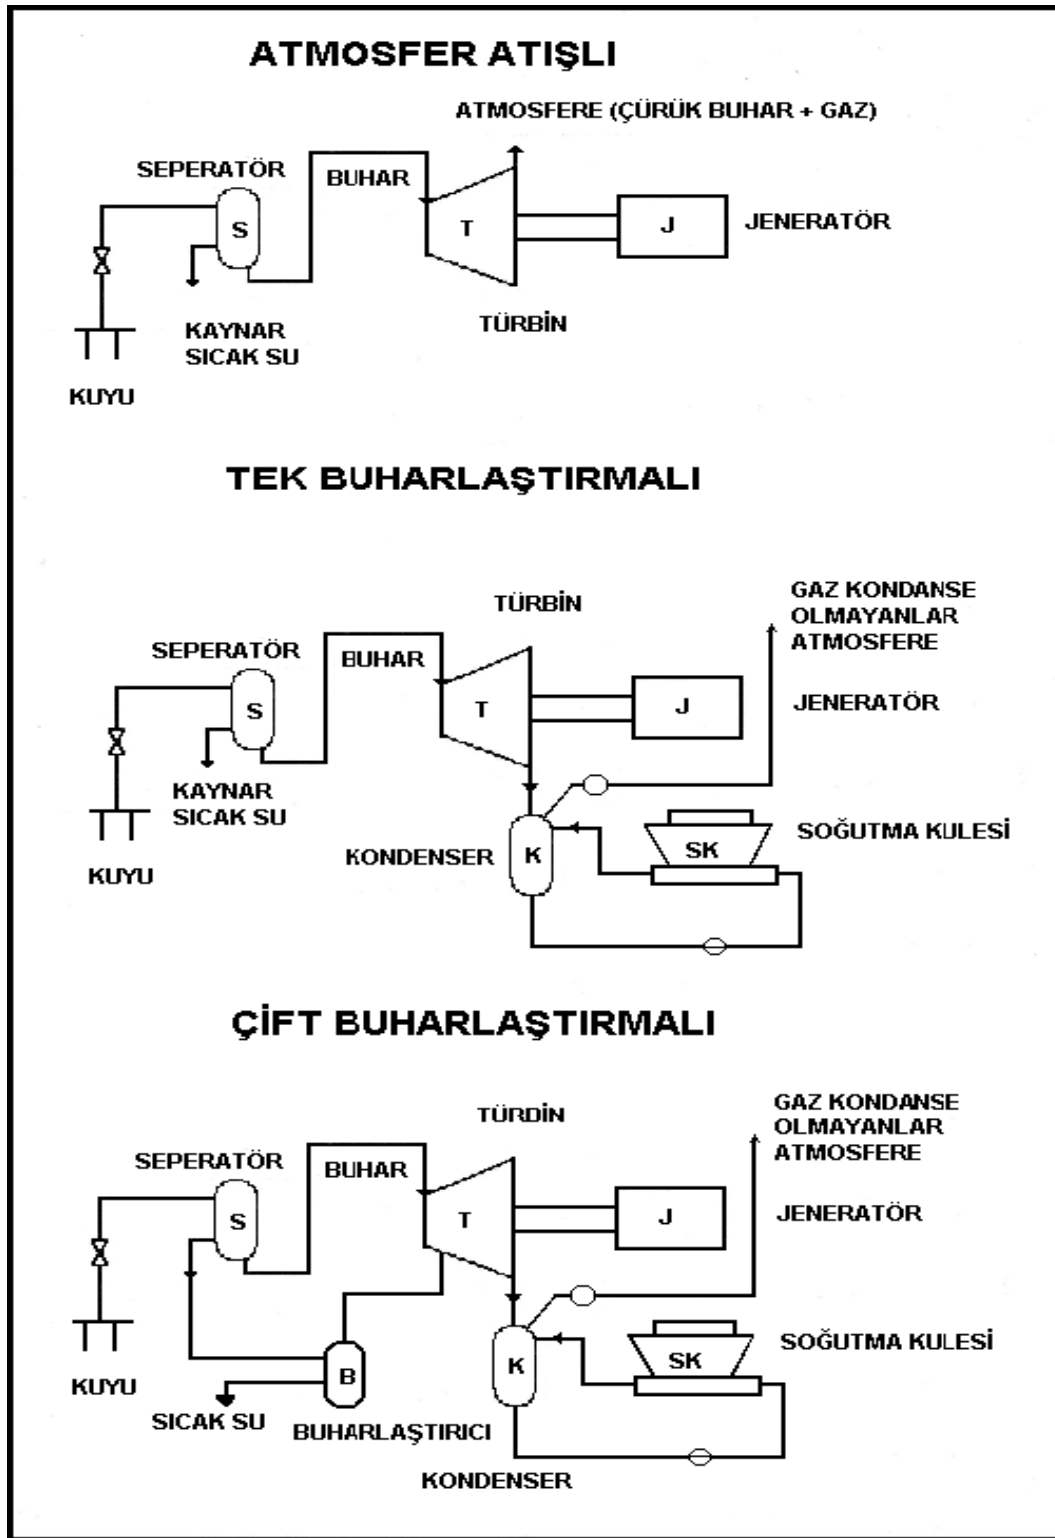 ATMOSFER ATIŞLI
ATMOSFERE (ÇÜRÜK BUHAR + GAZ)
SEPERATÖR
BUHAR
S
T
J
JENERATÖR
TÜRBİN
KAYNAR
SICAK SU
KUYU
TEK BUHARLAŞTIRMALI
GAZ KONDANSE
OLMAYANLAR
ATMOSFERE
TÜRBİN
SEPERATÖR
BUHAR
S
T
J
JENERATÖR
KAYNAR
SICAK SU
SOĞUTMA KULESİ
KONDENSER
K
SK
KUYU
ÇİFT BUHARLAŞTIRMALI
GAZ KONDANSE
OLMAYANLAR
ATMOSFERE
TÜRDİN
SEPERATÖR
BUHAR
S
T
J
JENERATÖR
SOĞUTMA KULESİ
K
SK
KUYU
B
SICAK SU
BUHARLAŞTIRICI
KONDENSER